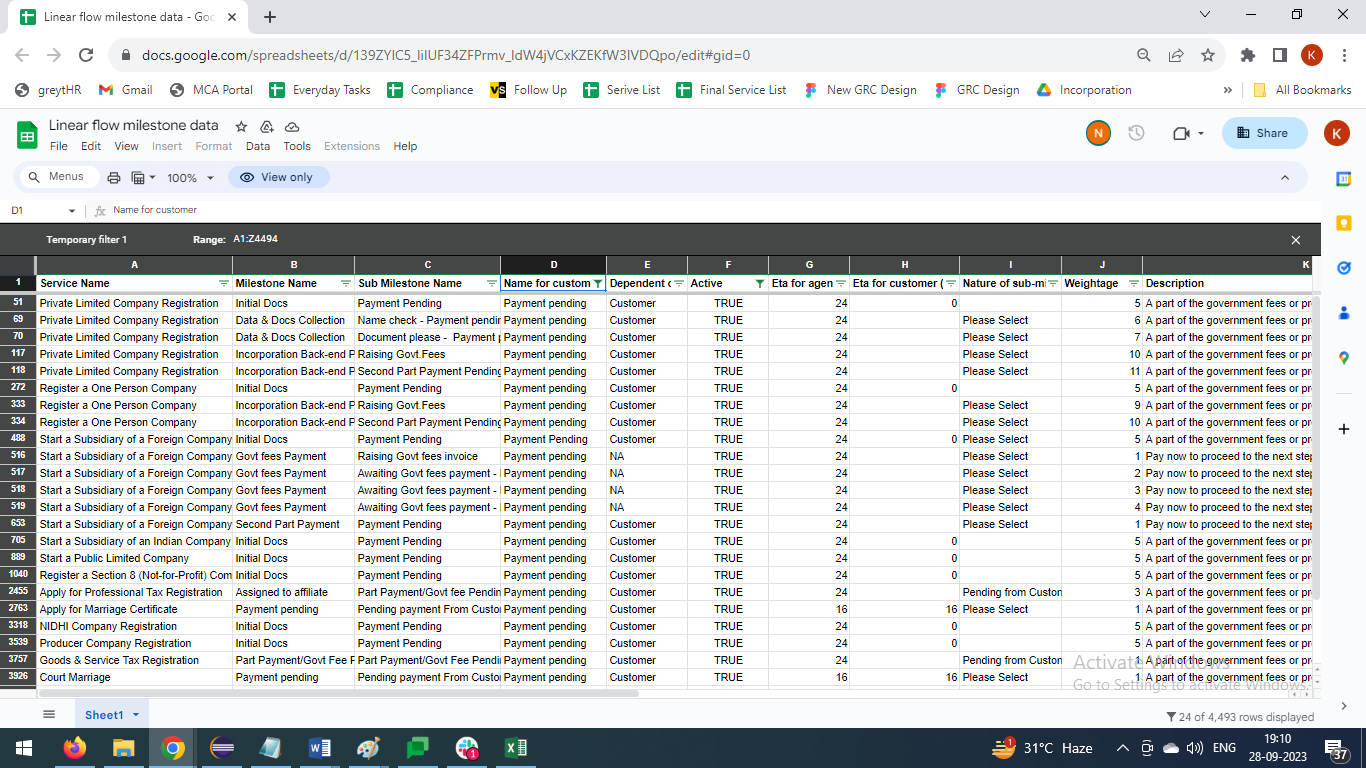 Linear flow milestone data - Goo
docs.google.com/spreadsheets/d/139ZYIC5_IiIUF34ZFPrmv_ldW4jVCxKZEKfW3IVDQpo/edit#gid=0
K
greytHR Gmail MCA Portal Everyday Tasks Compliance VS Follow Up Serive List Final Service List New GRC Design GRC Design Incorporation » All Bookmarks
Linear flow milestone data
N Share K
File Edit View Insert Format Data Tools Extensions Help
Menus 100% View only
D1 fx Name for customer
Temporary filter 1 Range: A1:Z4494
A B C D E F G H I J K
1 Service Name Milestone Name Sub Milestone Name Name for custom Dependent Active Eta for agen Eta for customer ( Nature of sub-mi Weightage Description
51 Private Limited Company Registration Initial Docs Payment Pending Payment pending Customer TRUE 24 0 5 A part of the government fees or pr
69 Private Limited Company Registration Data & Docs Collection Name check - Payment pendin Payment pending Customer TRUE 24 Please Select 6 A part of the government fees or pr
70 Private Limited Company Registration Data & Docs Collection Document please - Payment p Payment pending Customer TRUE 24 Please Select 7 A part of the government fees or pr
117 Private Limited Company Registration Incorporation Back-end P Raising Govt.Fees Payment pending Customer TRUE 24 Please Select 10 A part of the government fees or pr
118 Private Limited Company Registration Incorporation Back-end P Second Part Payment Pending Payment pending Customer TRUE 24 Please Select 11 A part of the government fees or pr
272 Register a One Person Company Initial Docs Payment Pending Payment pending Customer TRUE 24 0 5 A part of the government fees or pr
333 Register a One Person Company Incorporation Back-end P Raising Govt.Fees Payment pending Customer TRUE 24 Please Select 9 A part of the government fees or pr
334 Register a One Person Company Incorporation Back-end P Second Part Payment Pending Payment pending Customer TRUE 24 Please Select 10 A part of the government fees or pr
488 Start a Subsidiary of a Foreign Company Initial Docs Payment Pending Payment Pending Customer TRUE 24 0 Please Select 5 A part of the government fees or pr
516 Start a Subsidiary of a Foreign Company Govt fees Payment Raising Govt fees invoice Payment pending NA TRUE 24 Please Select 1 Pay now to proceed to the next step
517 Start a Subsidiary of a Foreign Company Govt fees Payment Awaiting Govt fees payment - Payment pending NA TRUE 24 Please Select 2 Pay now to proceed to the next step
518 Start a Subsidiary of a Foreign Company Govt fees Payment Awaiting Govt fees payment - Payment pending NA TRUE 24 Please Select 3 Pay now to proceed to the next step
519 Start a Subsidiary of a Foreign Company Govt fees Payment Awaiting Govt fees payment - Payment pending NA TRUE 24 Please Select 4 Pay now to proceed to the next step
653 Start a Subsidiary of a Foreign Company Second Part Payment Payment Pending Payment pending Customer TRUE 24 Please Select 1 Pay now to proceed to the next step
705 Start a Subsidiary of an Indian Company Initial Docs Payment Pending Payment pending Customer TRUE 24 0 5 A part of the government fees or pr
889 Start a Public Limited Company Initial Docs Payment Pending Payment pending Customer TRUE 24 0 5 A part of the government fees or pr
1040 Register a Section 8 (Not-for-Profit) Com Initial Docs Payment Pending Payment pending Customer TRUE 24 0 5 A part of the government fees or pr
2455 Apply for Professional Tax Registration Assigned to affiliate Part Payment/Govt fee Pendin Payment pending Customer TRUE 24 Pending from Custon 3 A part of the government fees or pr
2763 Apply for Marriage Certificate Payment pending Pending payment From Custo Payment pending Customer TRUE 16 16 Please Select 1 A part of the government fees or pr
3318 NIDHI Company Registration Initial Docs Payment Pending Payment pending Customer TRUE 24 0 5 A part of the government fees or pr
3539 Producer Company Registration Initial Docs Payment Pending Payment pending Customer TRUE 24 0 5 A part of the government fees or pr
3757 Goods & Service Tax Registration Part Payment/Govt Fee P Part Payment/Govt Fee Pendi Payment pending Customer TRUE 24 Pending from Custon 1 A part of the government fees or pr
3926 Court Marriage Payment pending Pending payment From Custo Payment pending Customer TRUE 16 16 Please Select 1 A part of the government fees or pr
Activate Windows
Go to Settings to activate Windows.
Sheet1
24 of 4,493 rows displayed
31°C Haze ENG 19:10
28-09-2023 37